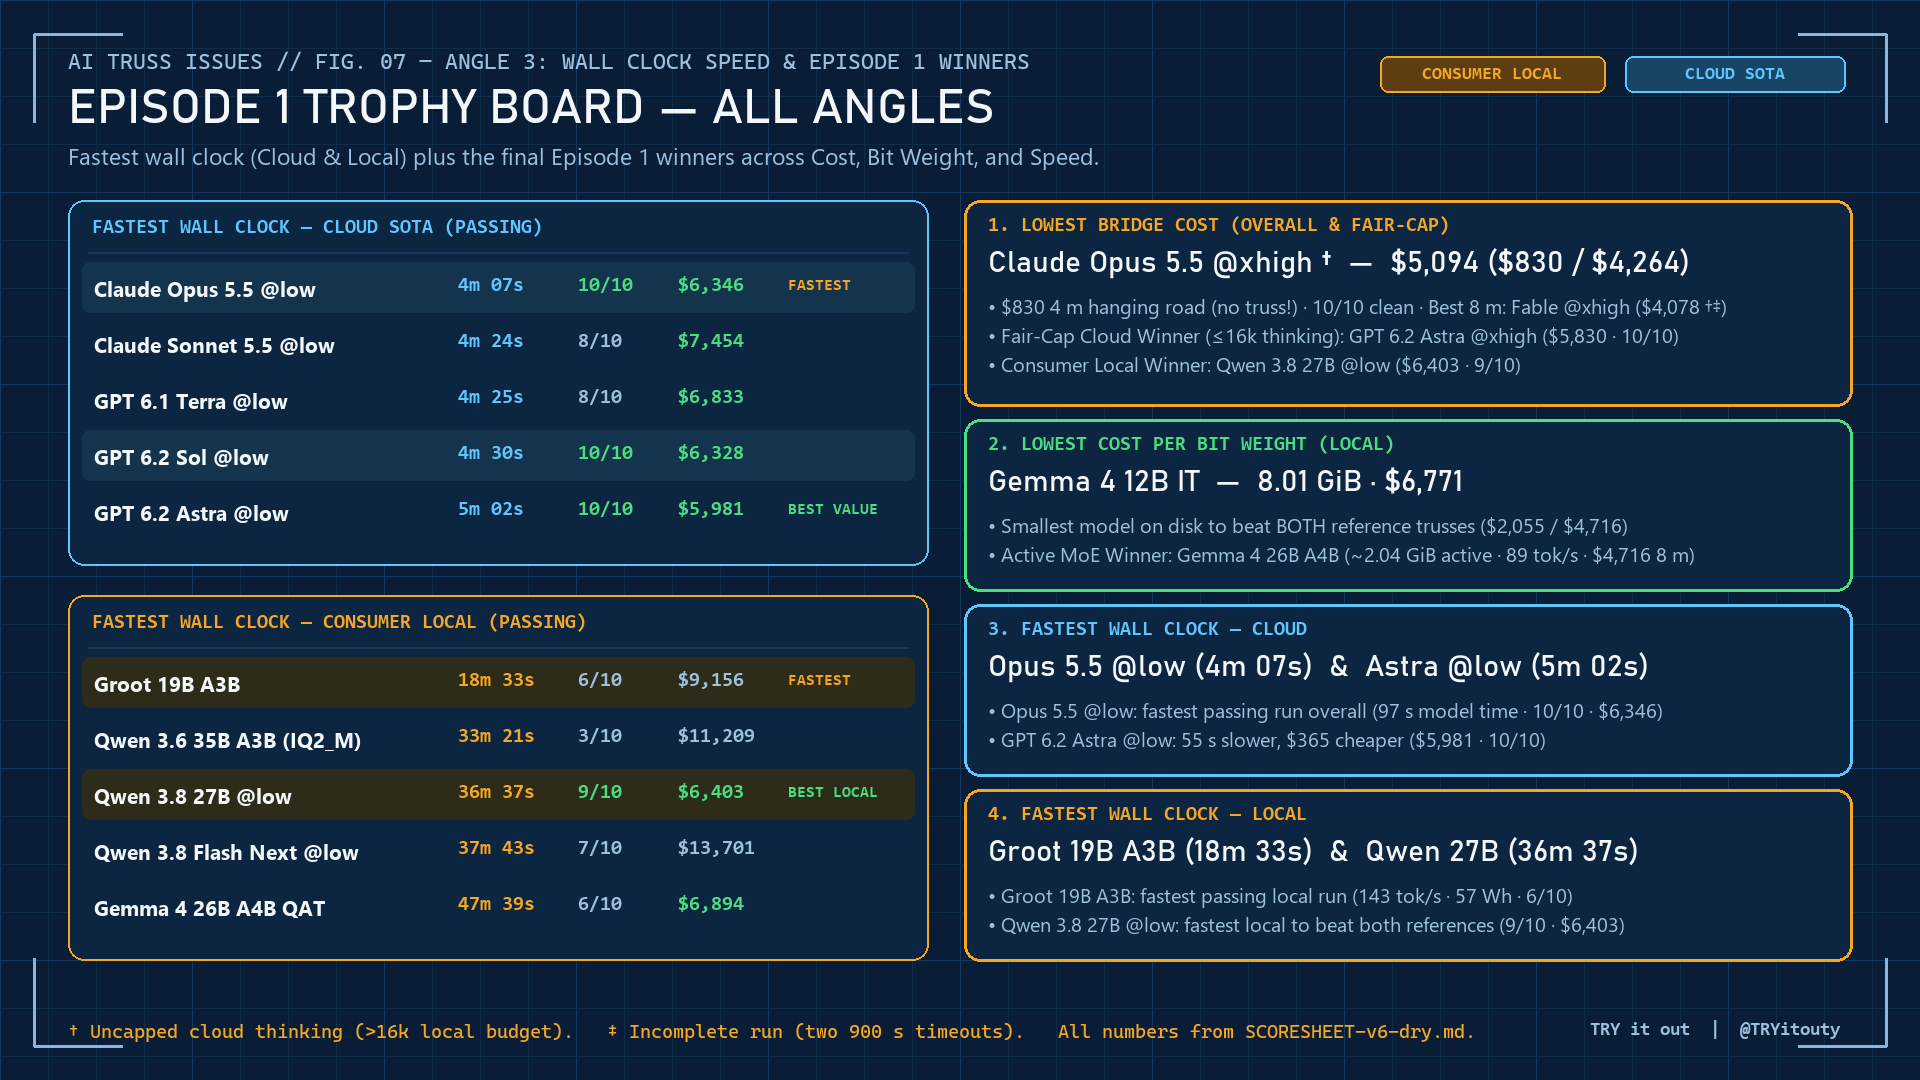 AI TRUSS ISSUES // FIG. 07 — ANGLE 3: WALL CLOCK SPEED & EPISODE 1 WINNERS
EPISODE 1 TROPHY BOARD — ALL ANGLES
Fastest wall clock (Cloud & Local) plus the final Episode 1 winners across Cost, Bit Weight, and Speed.
CONSUMER LOCAL
CLOUD SOTA
FASTEST WALL CLOCK — CLOUD SOTA (PASSING)
Claude Opus 5.5 @low 4m 07s 10/10 $6,346 FASTEST
Claude Sonnet 5.5 @low 4m 24s 8/10 $7,454
GPT 6.1 Terra @low 4m 25s 8/10 $6,833
GPT 6.2 Sol @low 4m 30s 10/10 $6,328
GPT 6.2 Astra @low 5m 02s 10/10 $5,981 BEST VALUE
FASTEST WALL CLOCK — CONSUMER LOCAL (PASSING)
Groot 19B A3B 18m 33s 6/10 $9,156 FASTEST
Qwen 3.6 35B A3B (IQ2_M) 33m 21s 3/10 $11,209
Qwen 3.8 27B @low 36m 37s 9/10 $6,403 BEST LOCAL
Qwen 3.8 Flash Next @low 37m 43s 7/10 $13,701
Gemma 4 26B A4B QAT 47m 39s 6/10 $6,894
1. LOWEST BRIDGE COST (OVERALL & FAIR-CAP)
Claude Opus 5.5 @xhigh † — $5,094 ($830 / $4,264)
• $830 4 m hanging road (no truss!) · 10/10 clean · Best 8 m: Fable @xhigh ($4,078 †‡)
• Fair-Cap Cloud Winner (≤16k thinking): GPT 6.2 Astra @xhigh ($5,830 · 10/10)
• Consumer Local Winner: Qwen 3.8 27B @low ($6,403 · 9/10)
2. LOWEST COST PER BIT WEIGHT (LOCAL)
Gemma 4 12B IT — 8.01 GiB · $6,771
• Smallest model on disk to beat BOTH reference trusses ($2,055 / $4,716)
• Active MoE Winner: Gemma 4 26B A4B (~2.04 GiB active · 89 tok/s · $4,716 8 m)
3. FASTEST WALL CLOCK — CLOUD
Opus 5.5 @low (4m 07s) & Astra @low (5m 02s)
• Opus 5.5 @low: fastest passing run overall (97 s model time · 10/10 · $6,346)
• GPT 6.2 Astra @low: 55 s slower, $365 cheaper ($5,981 · 10/10)
4. FASTEST WALL CLOCK — LOCAL
Groot 19B A3B (18m 33s) & Qwen 27B (36m 37s)
• Groot 19B A3B: fastest passing local run (143 tok/s · 57 Wh · 6/10)
• Qwen 3.8 27B @low: fastest local to beat both references (9/10 · $6,403)
† Uncapped cloud thinking (>16k local budget). ‡ Incomplete run (two 900 s timeouts). All numbers from SCORESHEET-v6-dry.md.
TRY it out | @TRYitouty